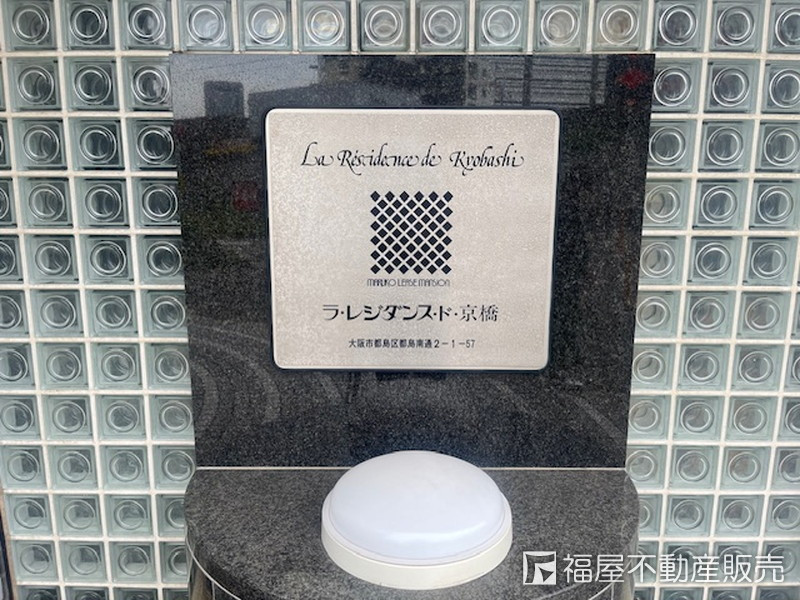 La Résidence de Kyobashi
MARUKO LEASE MANSION
ラ・レジダンス・ド・京橋
大阪市都島区都島南通2-1-57
福屋不動産販売